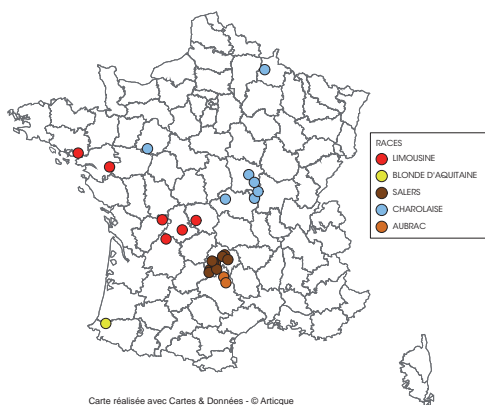 RACES
LIMOUSINE
BLONDE D'AQUITAINE
SALERS
CHAROLAISE
AUBRAC
Carte réalisée avec Cartes & Données - © Articque